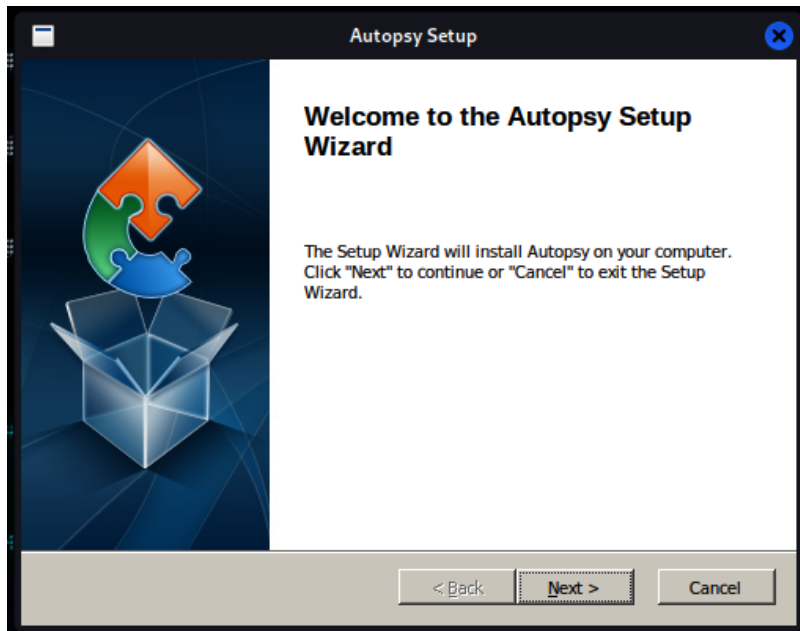 Autopsy Setup
Welcome to the Autopsy Setup
Wizard
The Setup Wizard will install Autopsy on your computer.
Click "Next" to continue or "Cancel" to exit the Setup
Wizard.
< Back Next > Cancel